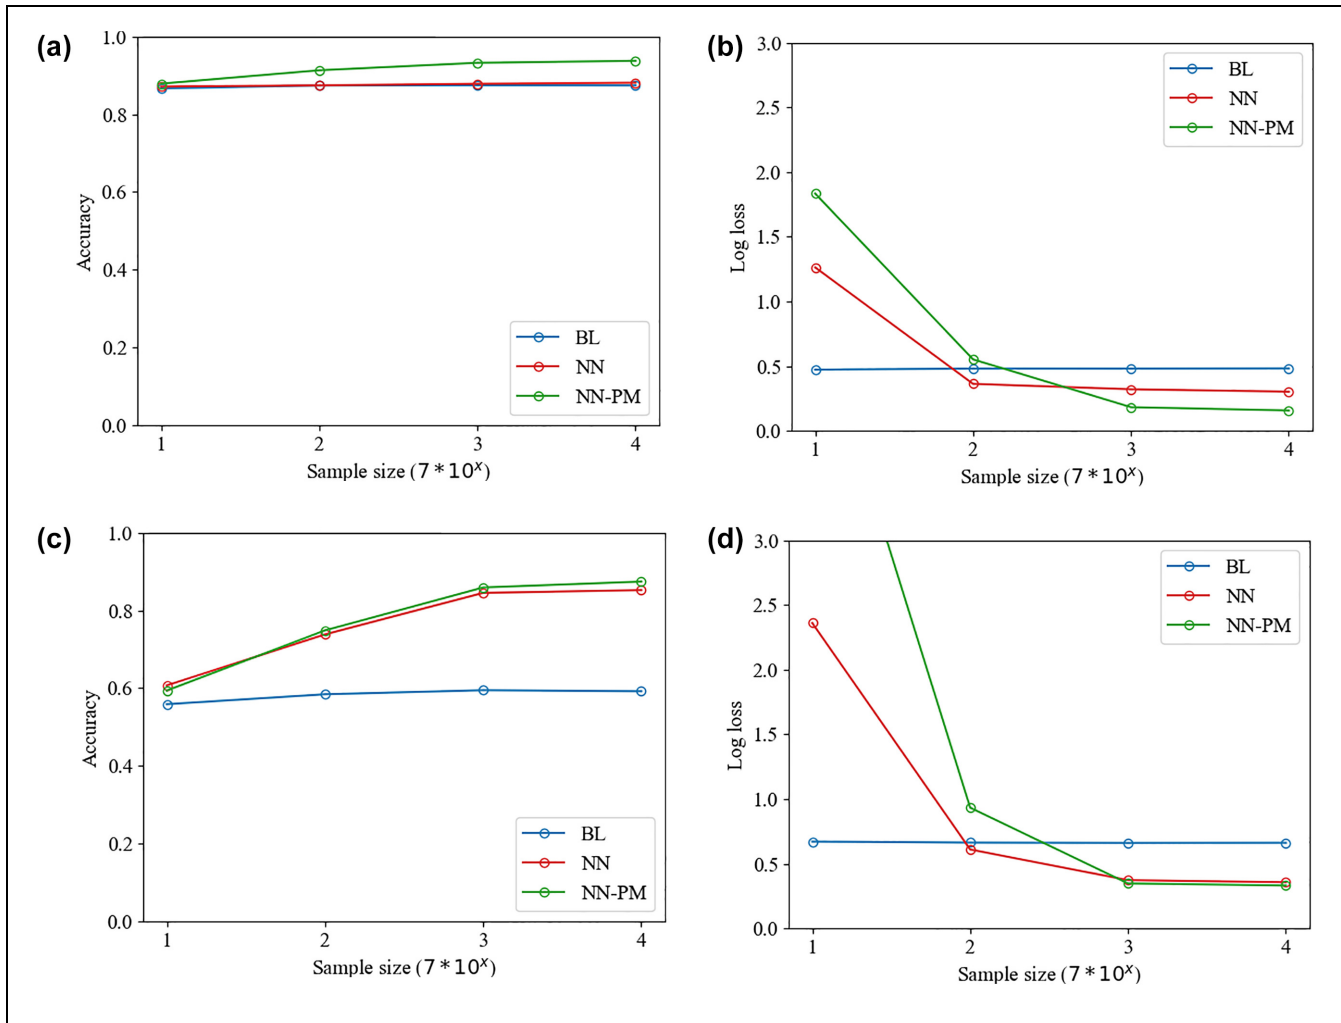 (a)
1.0
0.8
0.6
0.4
0.2
0.0
Accuracy
BL
NN
NN-PM
1 2 3 4
Sample size (7 * 10^x)
(b)
3.0
2.5
2.0
1.5
1.0
0.5
0.0
Log loss
BL
NN
NN-PM
1 2 3 4
Sample size (7 * 10^x)
(c)
1.0
0.8
0.6
0.4
0.2
0.0
Accuracy
BL
NN
NN-PM
1 2 3 4
Sample size (7 * 10^x)
(d)
3.0
2.5
2.0
1.5
1.0
0.5
0.0
Log loss
BL
NN
NN-PM
1 2 3 4
Sample size (7 * 10^x)